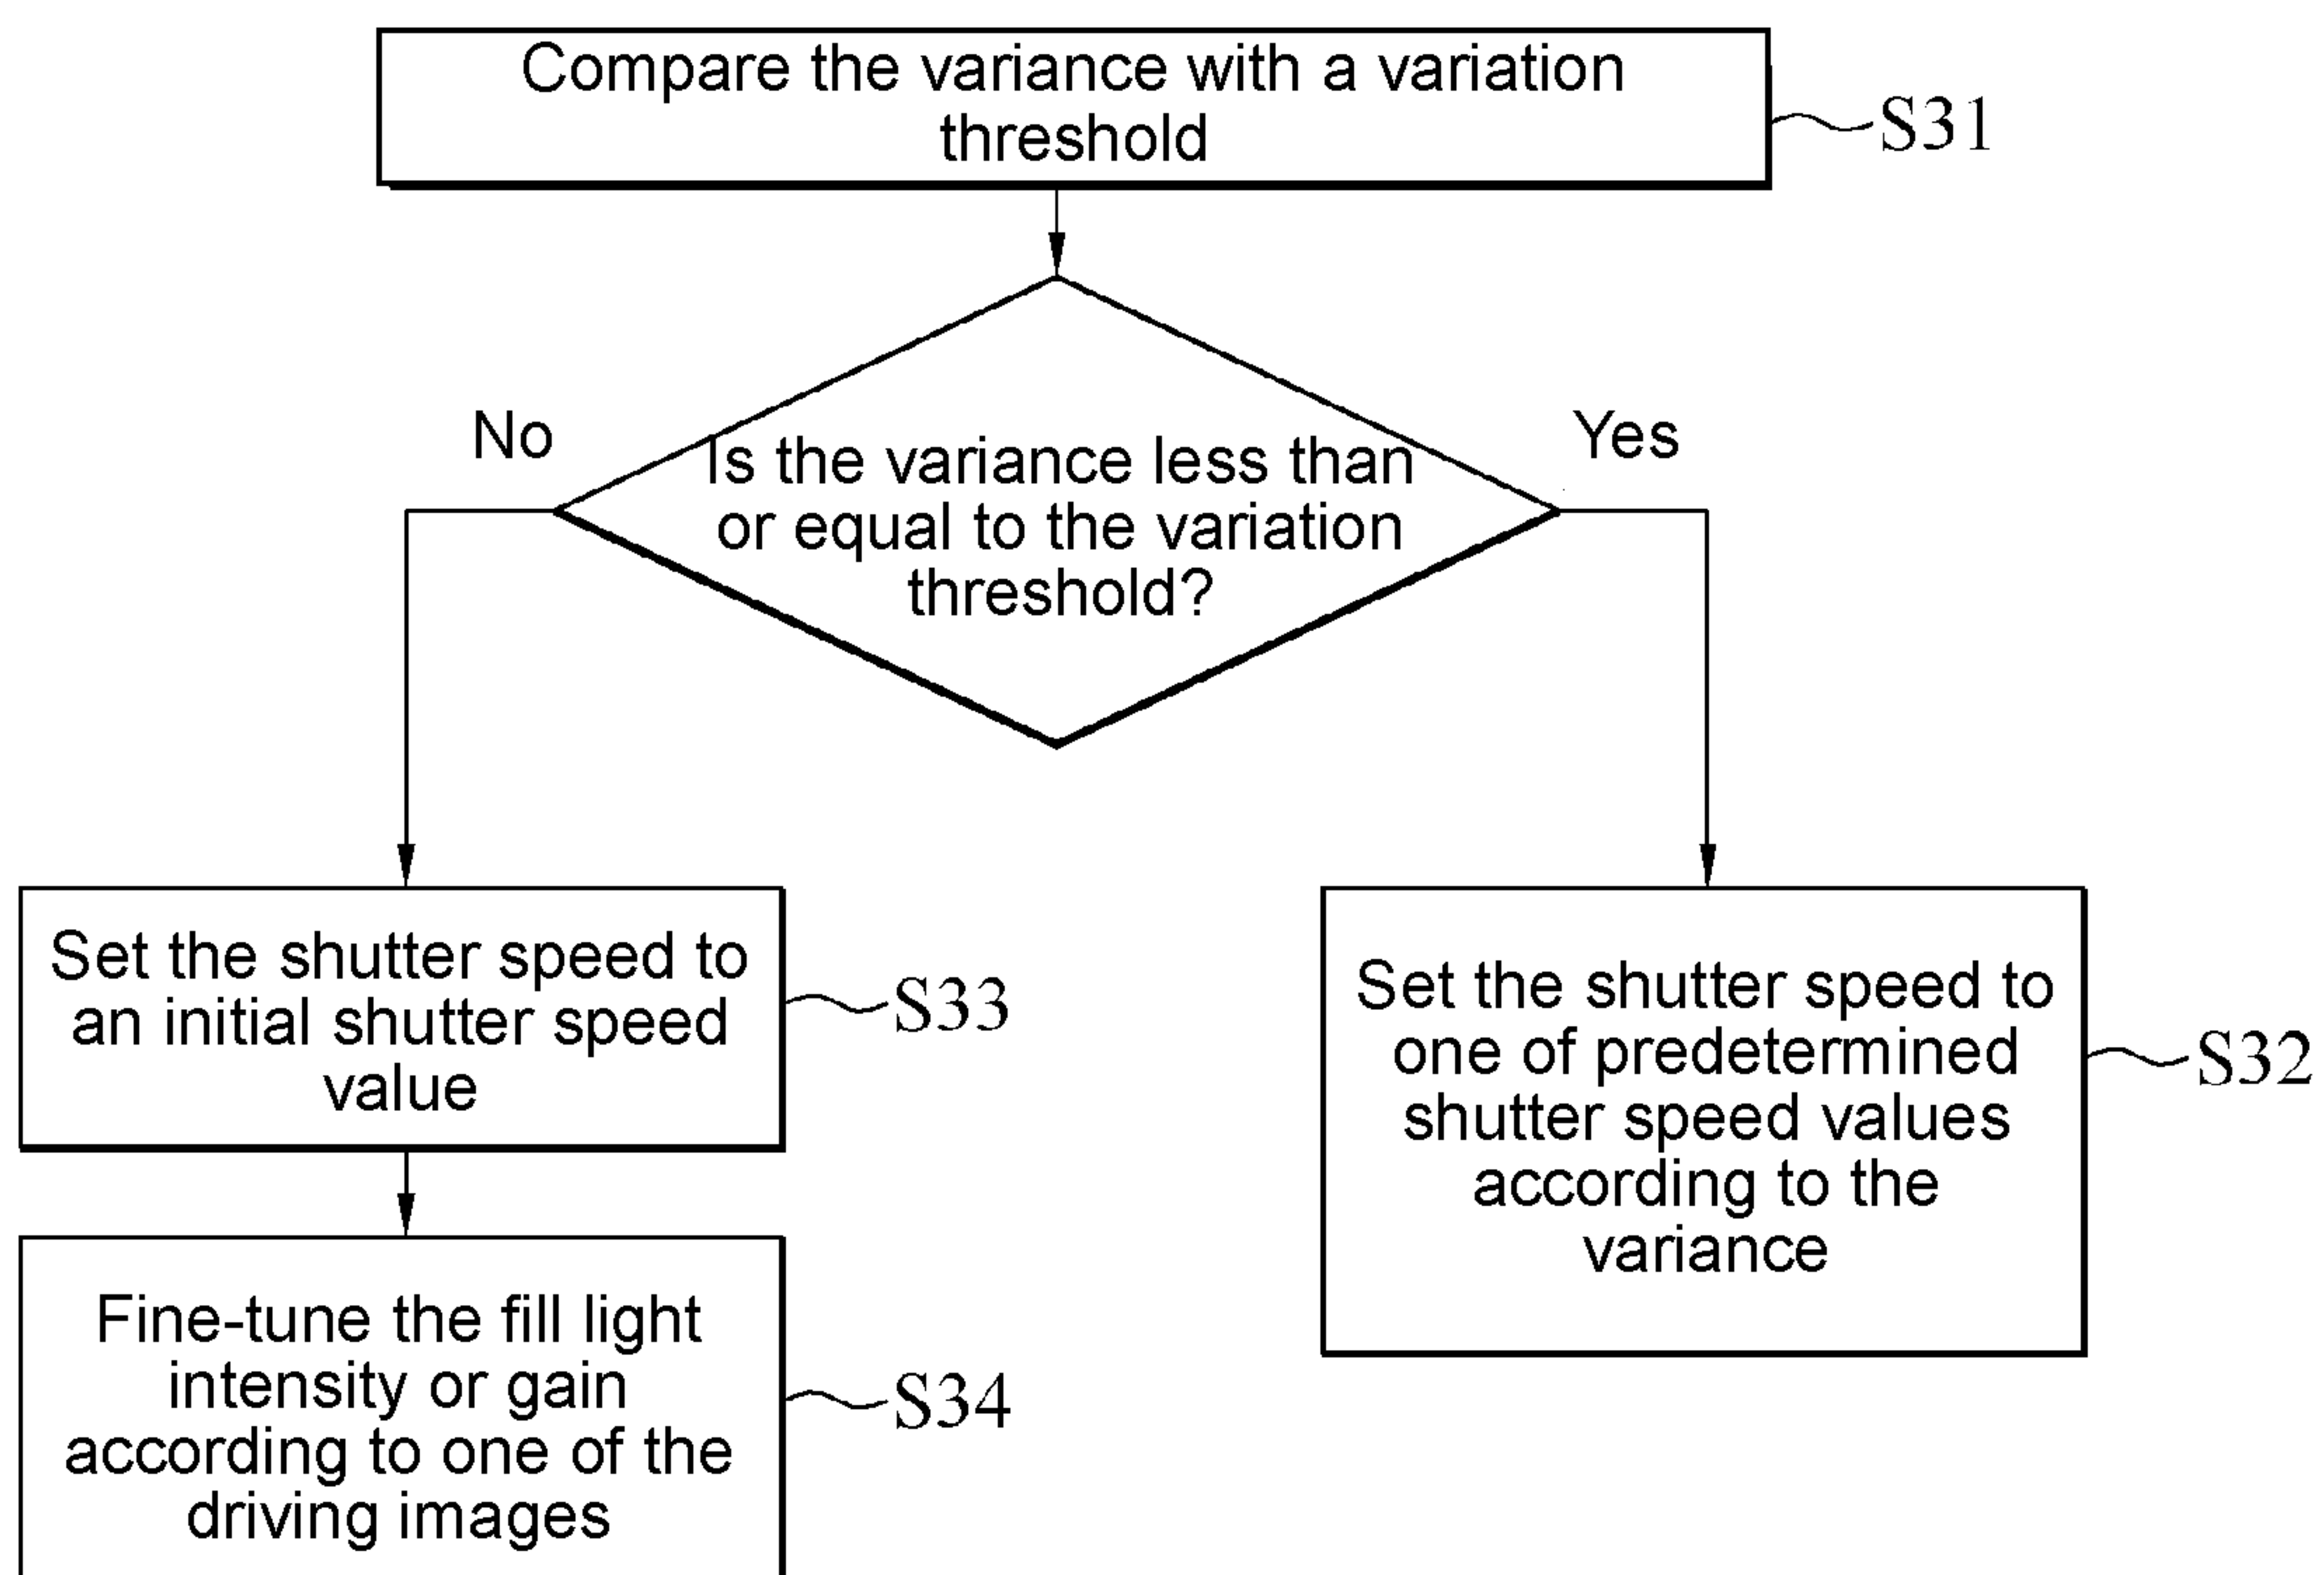 Compare the variance with a variation
threshold
S31
No
Yes
Is the variance less than
or equal to the variation
threshold?
Set the shutter speed to
an initial shutter speed
value
S33
Set the shutter speed to
one of predetermined
shutter speed values
according to the
variance
S32
Fine-tune the fill light
intensity or gain
according to one of the
driving images
S34